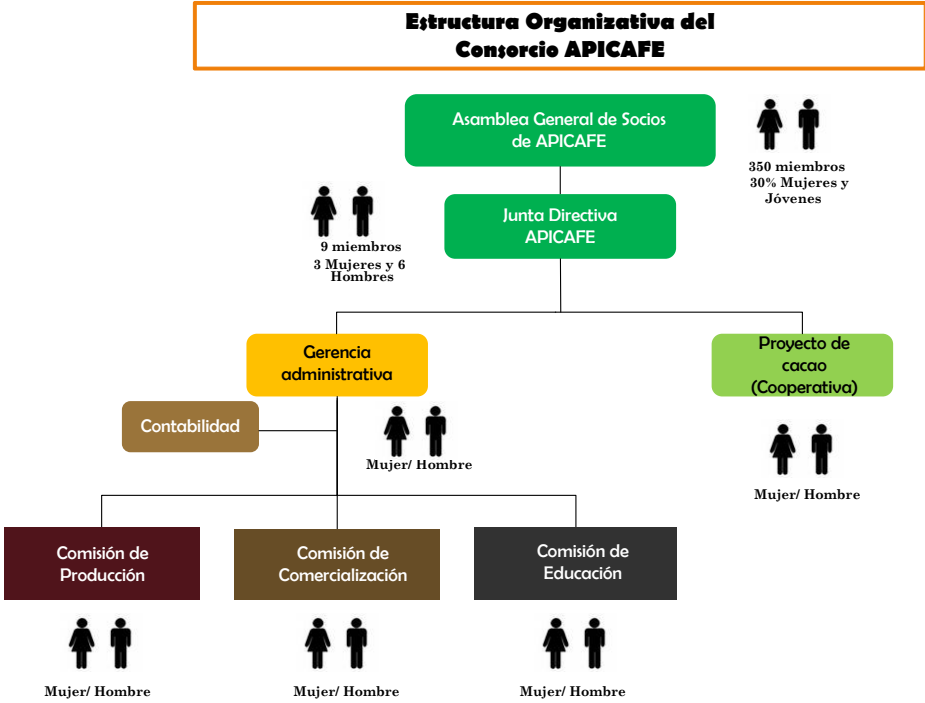 Estructura Organizativa del
Consorcio APICAFE
Asamblea General de Socios
de APICAFE
350 miembros
30% Mujeres y
Jóvenes
Junta Directiva
APICAFE
9 miembros
3 Mujeres y 6
Hombres
Gerencia
administrativa
Proyecto de
cacao
(Cooperativa)
Contabilidad
Mujer/ Hombre
Mujer/ Hombre
Comisión de
Producción
Comisión de
Comercialización
Comisión de
Educación
Mujer/ Hombre
Mujer/ Hombre
Mujer/ Hombre